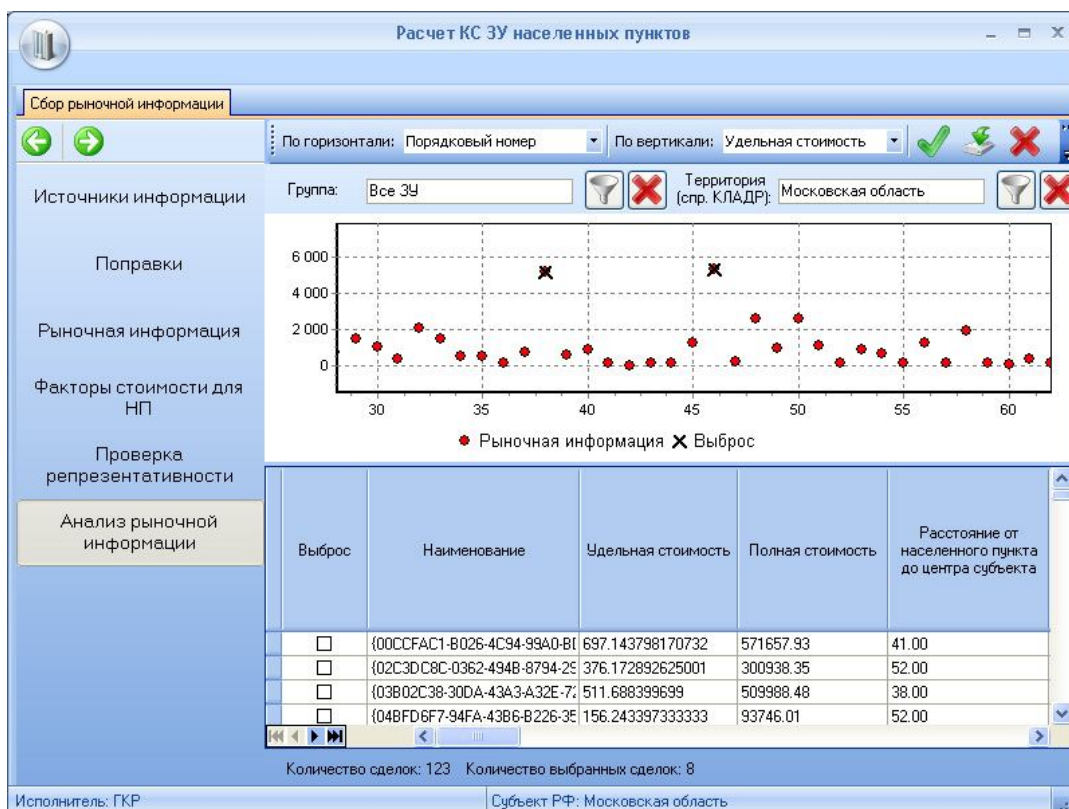 Расчет КС ЗУ населенных пунктов
Сбор рыночной информации
По горизонтали: Порядковый номер По вертикали: Удельная стоимость
Источники информации
Поправки
Рыночная информация
Факторы стоимости для
НП
Проверка
репрезентативности
Анализ рыночной
информации
Группа: Все ЗУ Территория
(спр. КЛАДР): Московская область
6 000
4 000
2 000
0
30 35 40 45 50 55 60
Рыночная информация Выброс
Выброс Наименование Удельная стоимость Полная стоимость Расстояние от
населенного пункта
до центра субъекта
{00CCFAC1-B026-4C94-99A0-B 697.143798170732 571657.93 41.00
{02C3DC8C-0362-494B-8794-29 376.172892625001 300938.35 52.00
{03B02C38-30DA-43A3-A32E-72 511.688399699 509988.48 38.00
{04BFD6F7-94FA-43B6-B226-35 156.243397333333 93746.01 52.00
Количество сделок: 123 Количество выбранных сделок: 8
Исполнитель: ГКР Субъект РФ: Московская область